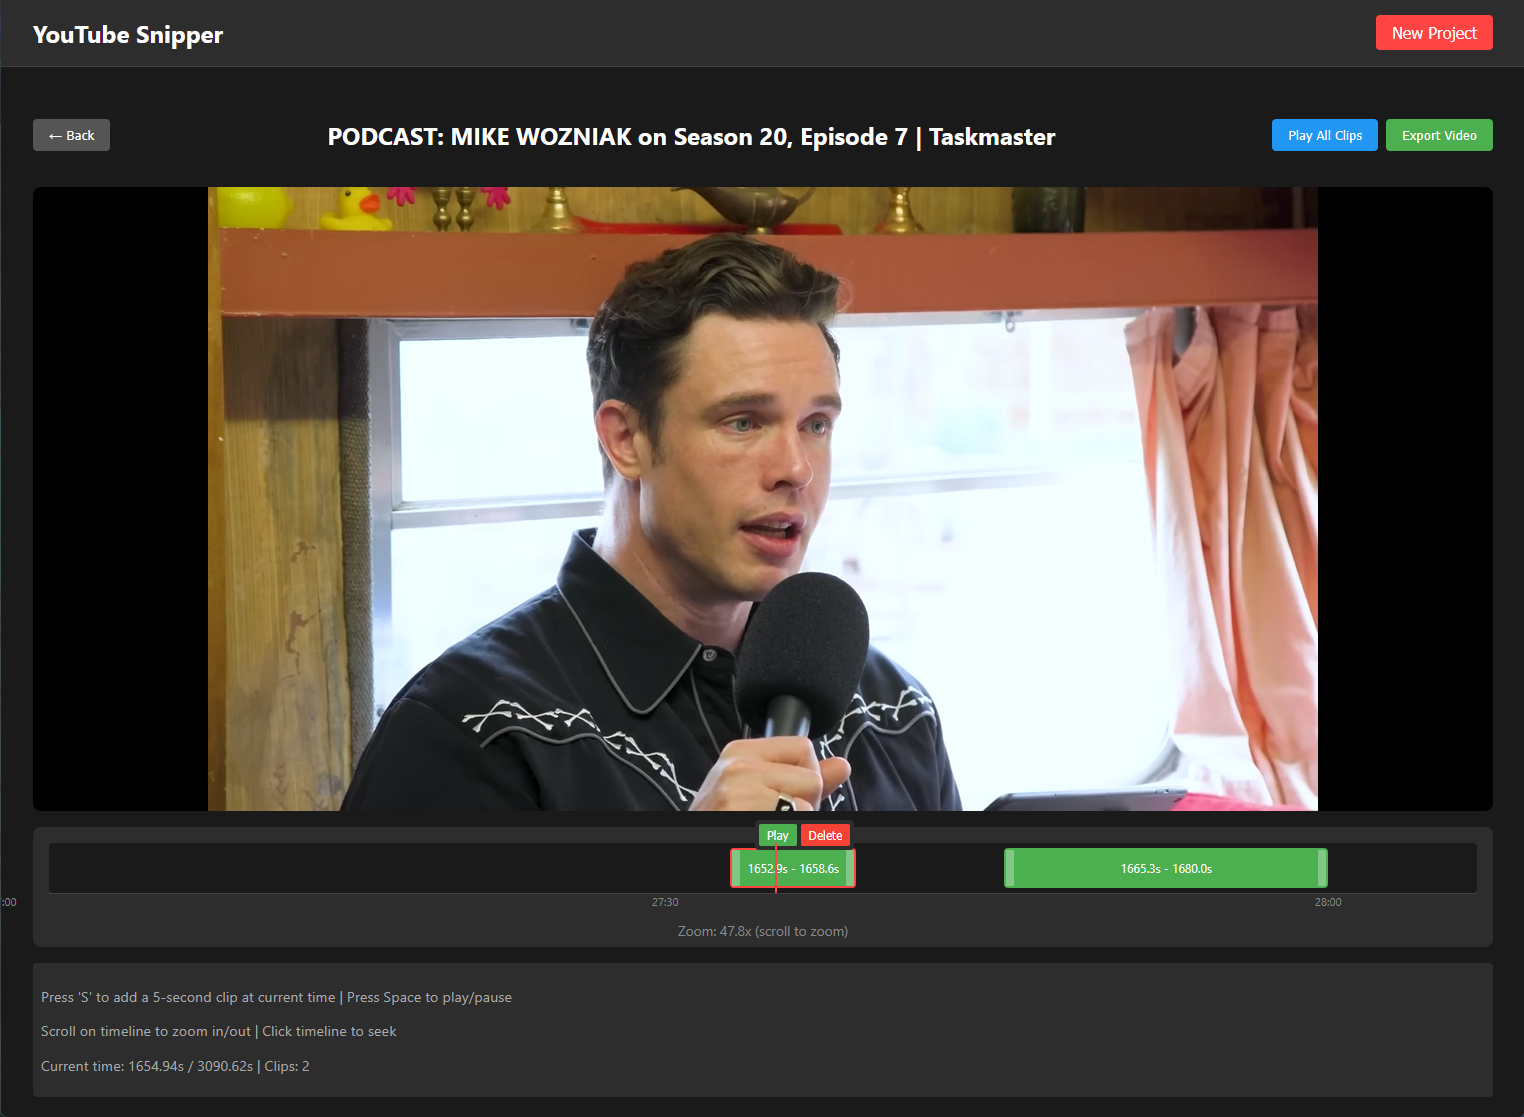 YouTube Snipper
New Project
← Back
PODCAST: MIKE WOZNIAK on Season 20, Episode 7 | Taskmaster
Play All Clips
Export Video
Play
Delete
1652.9s - 1658.6s
1665.3s - 1680.0s
:00
27:30
28:00
Zoom: 47.8x (scroll to zoom)
Press 'S' to add a 5-second clip at current time | Press Space to play/pause
Scroll on timeline to zoom in/out | Click timeline to seek
Current time: 1654.94s / 3090.62s | Clips: 2